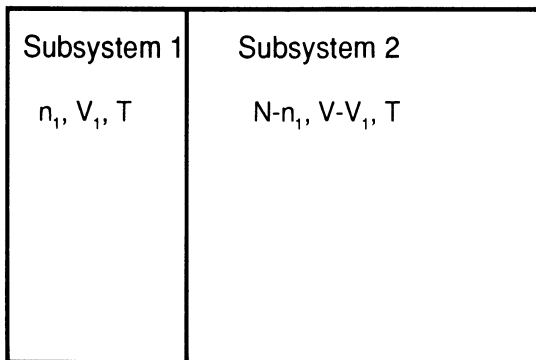 Subsystem 1
n₁, V₁, T
Subsystem 2
N-n₁, V-V₁, T